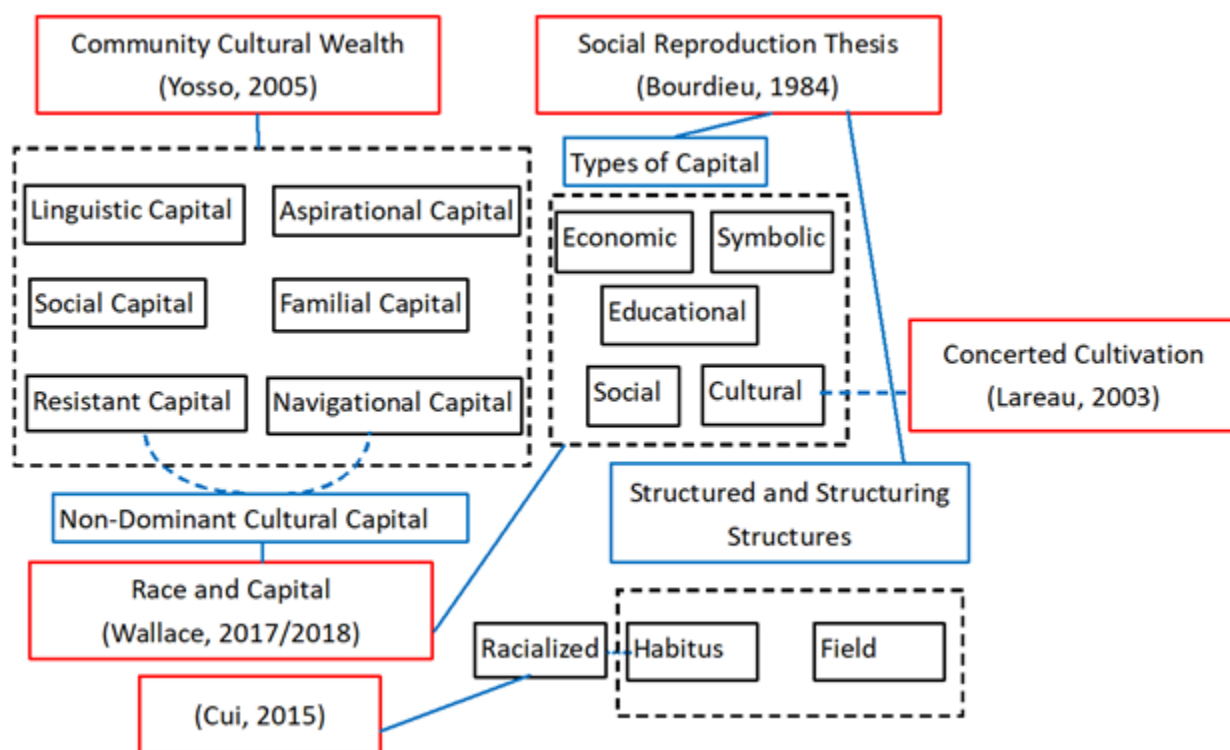 Community Cultural Wealth
(Yosso, 2005)
Social Reproduction Thesis
(Bourdieu, 1984)
Types of Capital
Linguistic Capital
Aspirational Capital
Social Capital
Familial Capital
Resistant Capital
Navigational Capital
Economic
Symbolic
Educational
Social
Cultural
Concerted Cultivation
(Lareau, 2003)
Non-Dominant Cultural Capital
Structured and Structuring
Structures
Race and Capital
(Wallace, 2017/2018)
Racialized
Habitus
Field
(Cui, 2015)